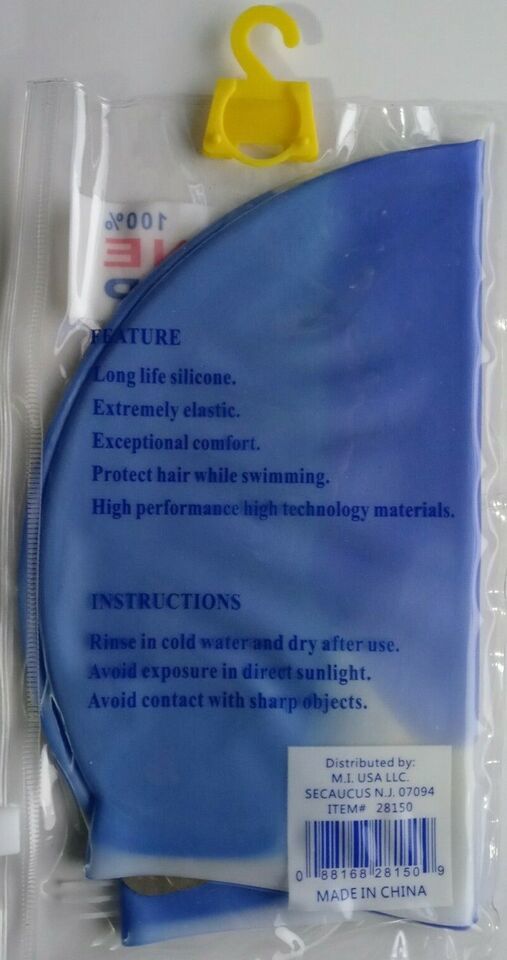 100%
NE
FEATURE
Long life silicone.
Extremely elastic.
Exceptional comfort.
Protect hair while swimming.
High performance high technology materials.
INSTRUCTIONS
Rinse in cold water and dry after use.
Avoid exposure in direct sunlight.
Avoid contact with sharp objects.
Distributed by:
M.I. USA LLC.
SECAUCUS N.J. 07094
ITEM# 28150
0 88168 28150 9
MADE IN CHINA